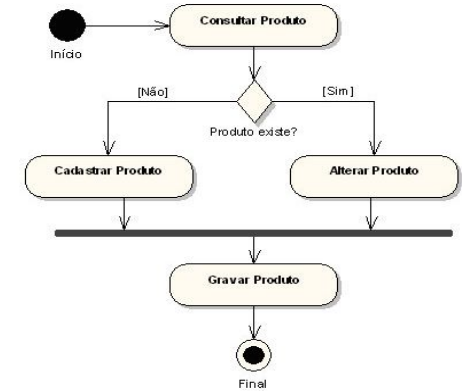 Consultar Produto
Início
[Não]
[Sim]
Produto existe?
Cadastrar Produto
Alterar Produto
Gravar Produto
Final